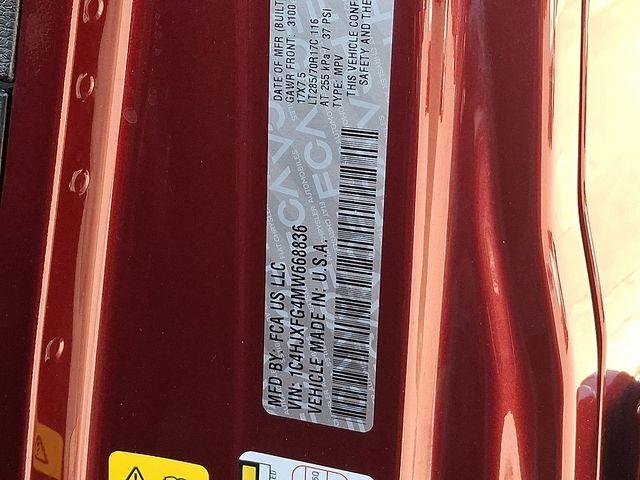 MFD BY: FCA US LLC
VIN: 1C4HJXFG4MW668836
VEHICLE MADE IN: U.S.A.
DATE OF MFR (BUILT
GAWR FRONT: 3100
17X7.5
LT285/70R17C 116
AT 255 kPa / 37 PSI
TYPE: MPV
THIS VEHICLE CONF
SAFETY AND THE